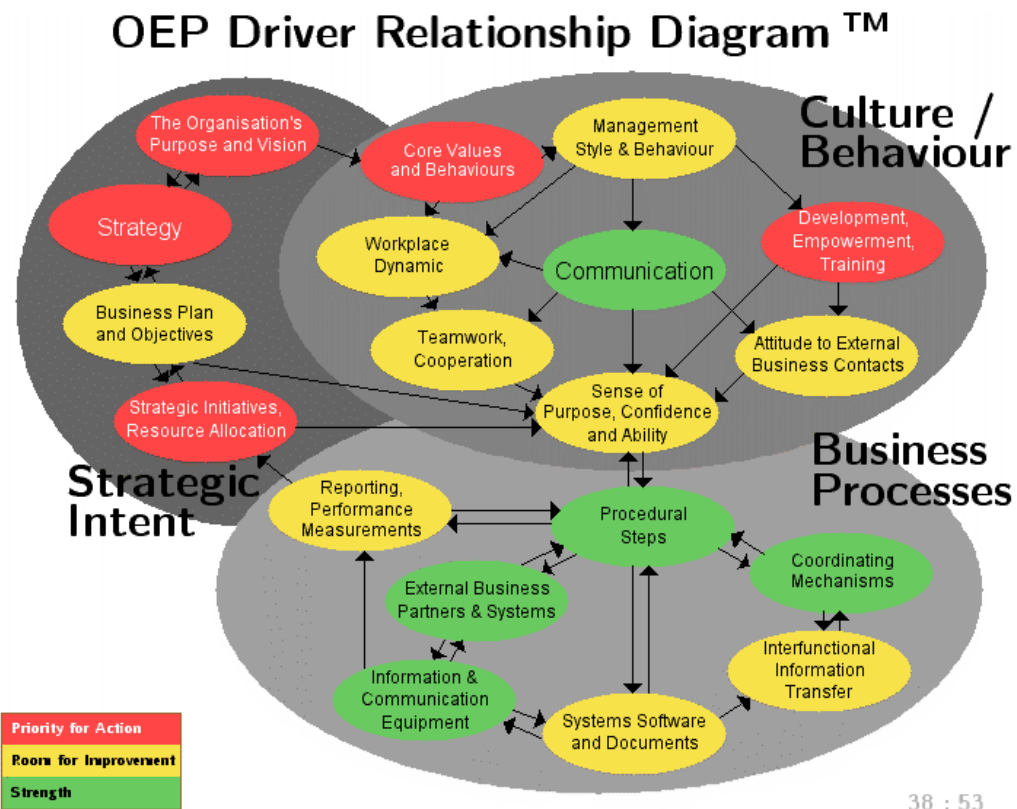 OEP Driver Relationship Diagram™
Culture /
Behaviour
The Organisation's
Purpose and Vision
Core Values
and Behaviours
Management
Style & Behaviour
Strategy
Workplace
Dynamic
Communication
Development,
Empowerment,
Training
Business Plan
and Objectives
Teamwork,
Cooperation
Attitude to External
Business Contacts
Strategic Initiatives,
Resource Allocation
Sense of
Purpose, Confidence
and Ability
Strategic
Intent
Business
Processes
Reporting,
Performance
Measurements
Procedural
Steps
Coordinating
Mechanisms
External Business
Partners & Systems
Interfunctional
Information
Transfer
Information &
Communication
Equipment
Systems Software
and Documents
Priority for Action
Room for Improvement
Strength
38 : 53